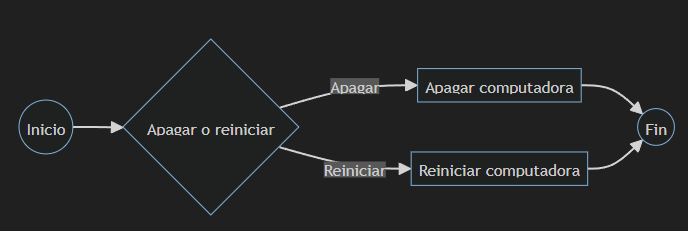 Inicio
Apagar o reiniciar
Apagar
Apagar computadora
Reiniciar
Reiniciar computadora
Fin